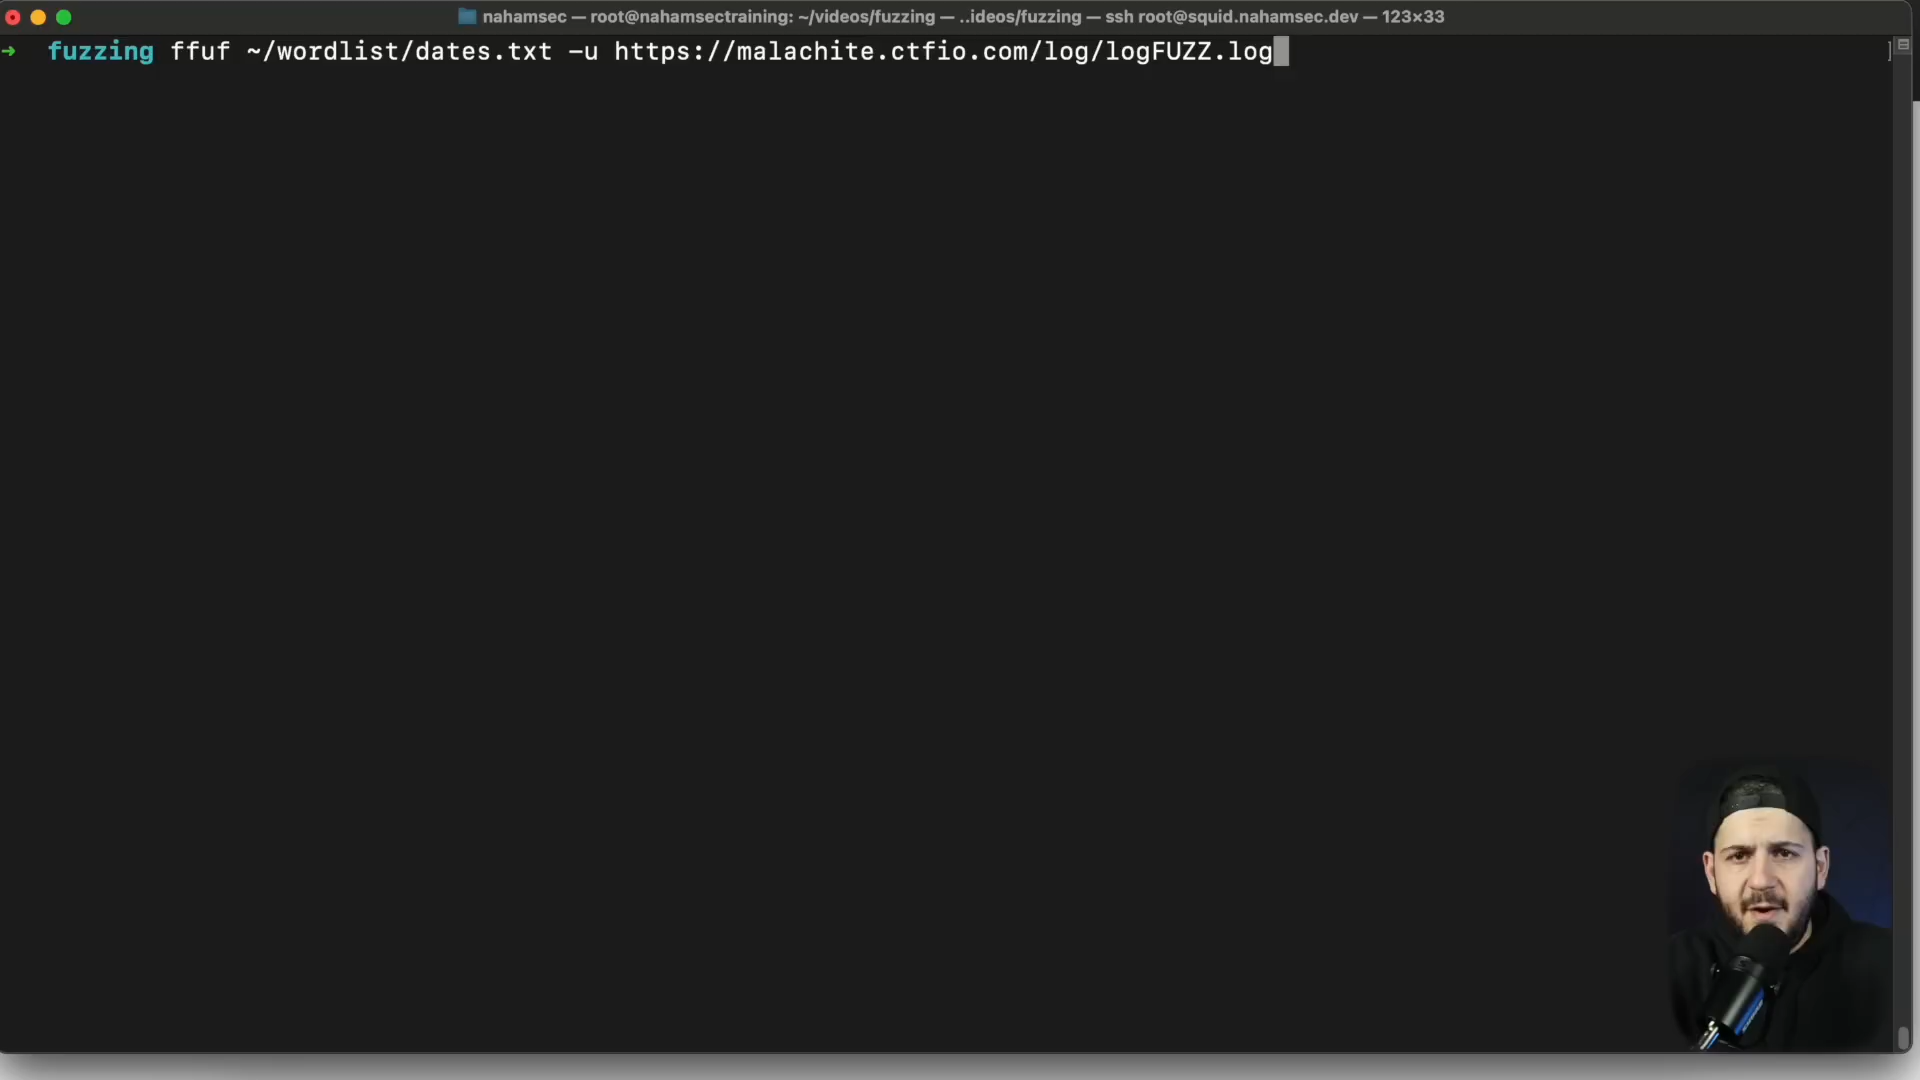 nahamsec — root@nahamsectraining: ~/videos/fuzzing — ..ideos/fuzzing — ssh root@squid.nahamsec.dev — 123×33
→ fuzzing ffuf ~/wordlist/dates.txt -u https://malachite.ctfio.com/log/logFUZZ.log ]